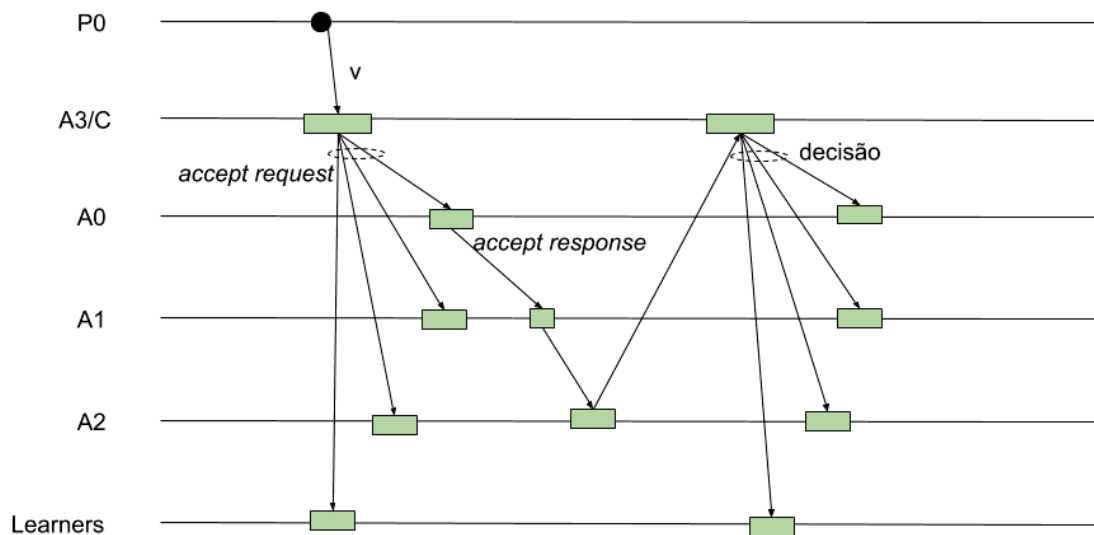 P0
v
A3/C
decisão
accept request
A0
accept response
A1
A2
Learners